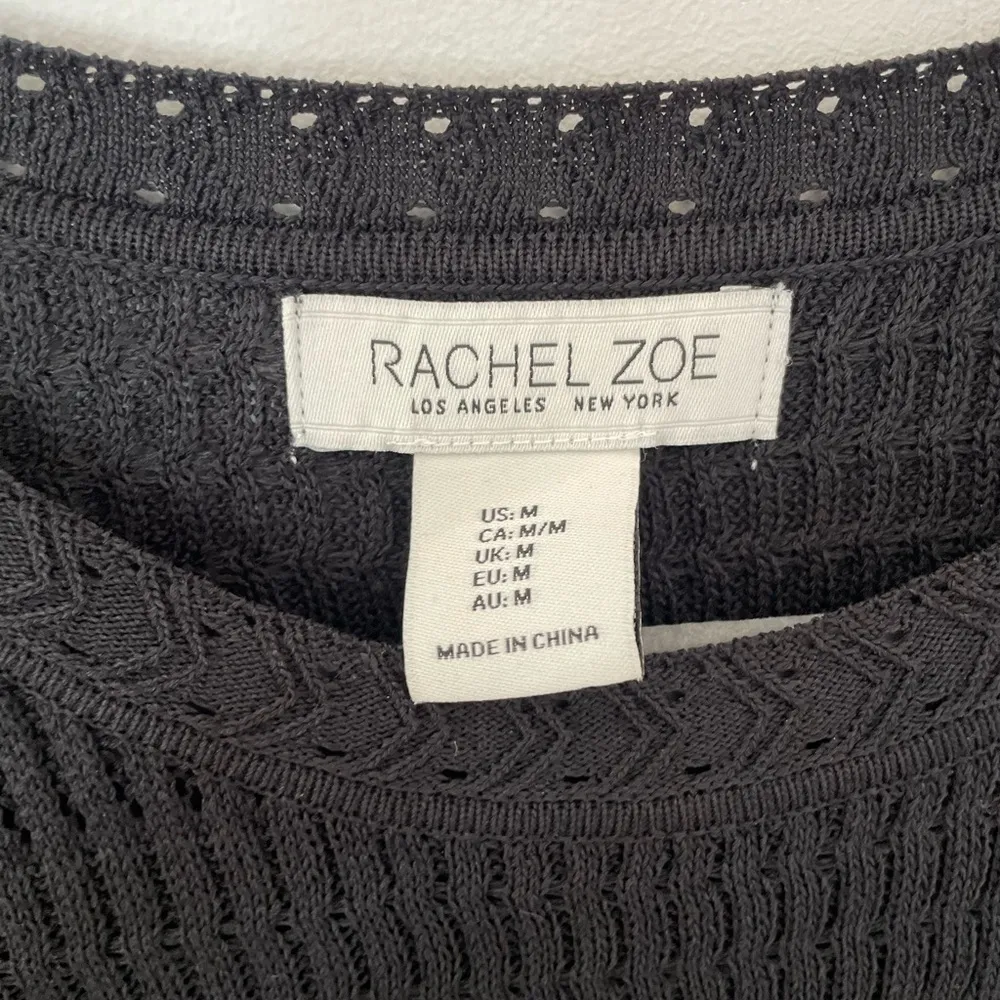 RACHEL ZOE
LOS ANGELES NEW YORK
US: M
CA: M/M
UK: M
EU: M
AU: M
MADE IN CHINA